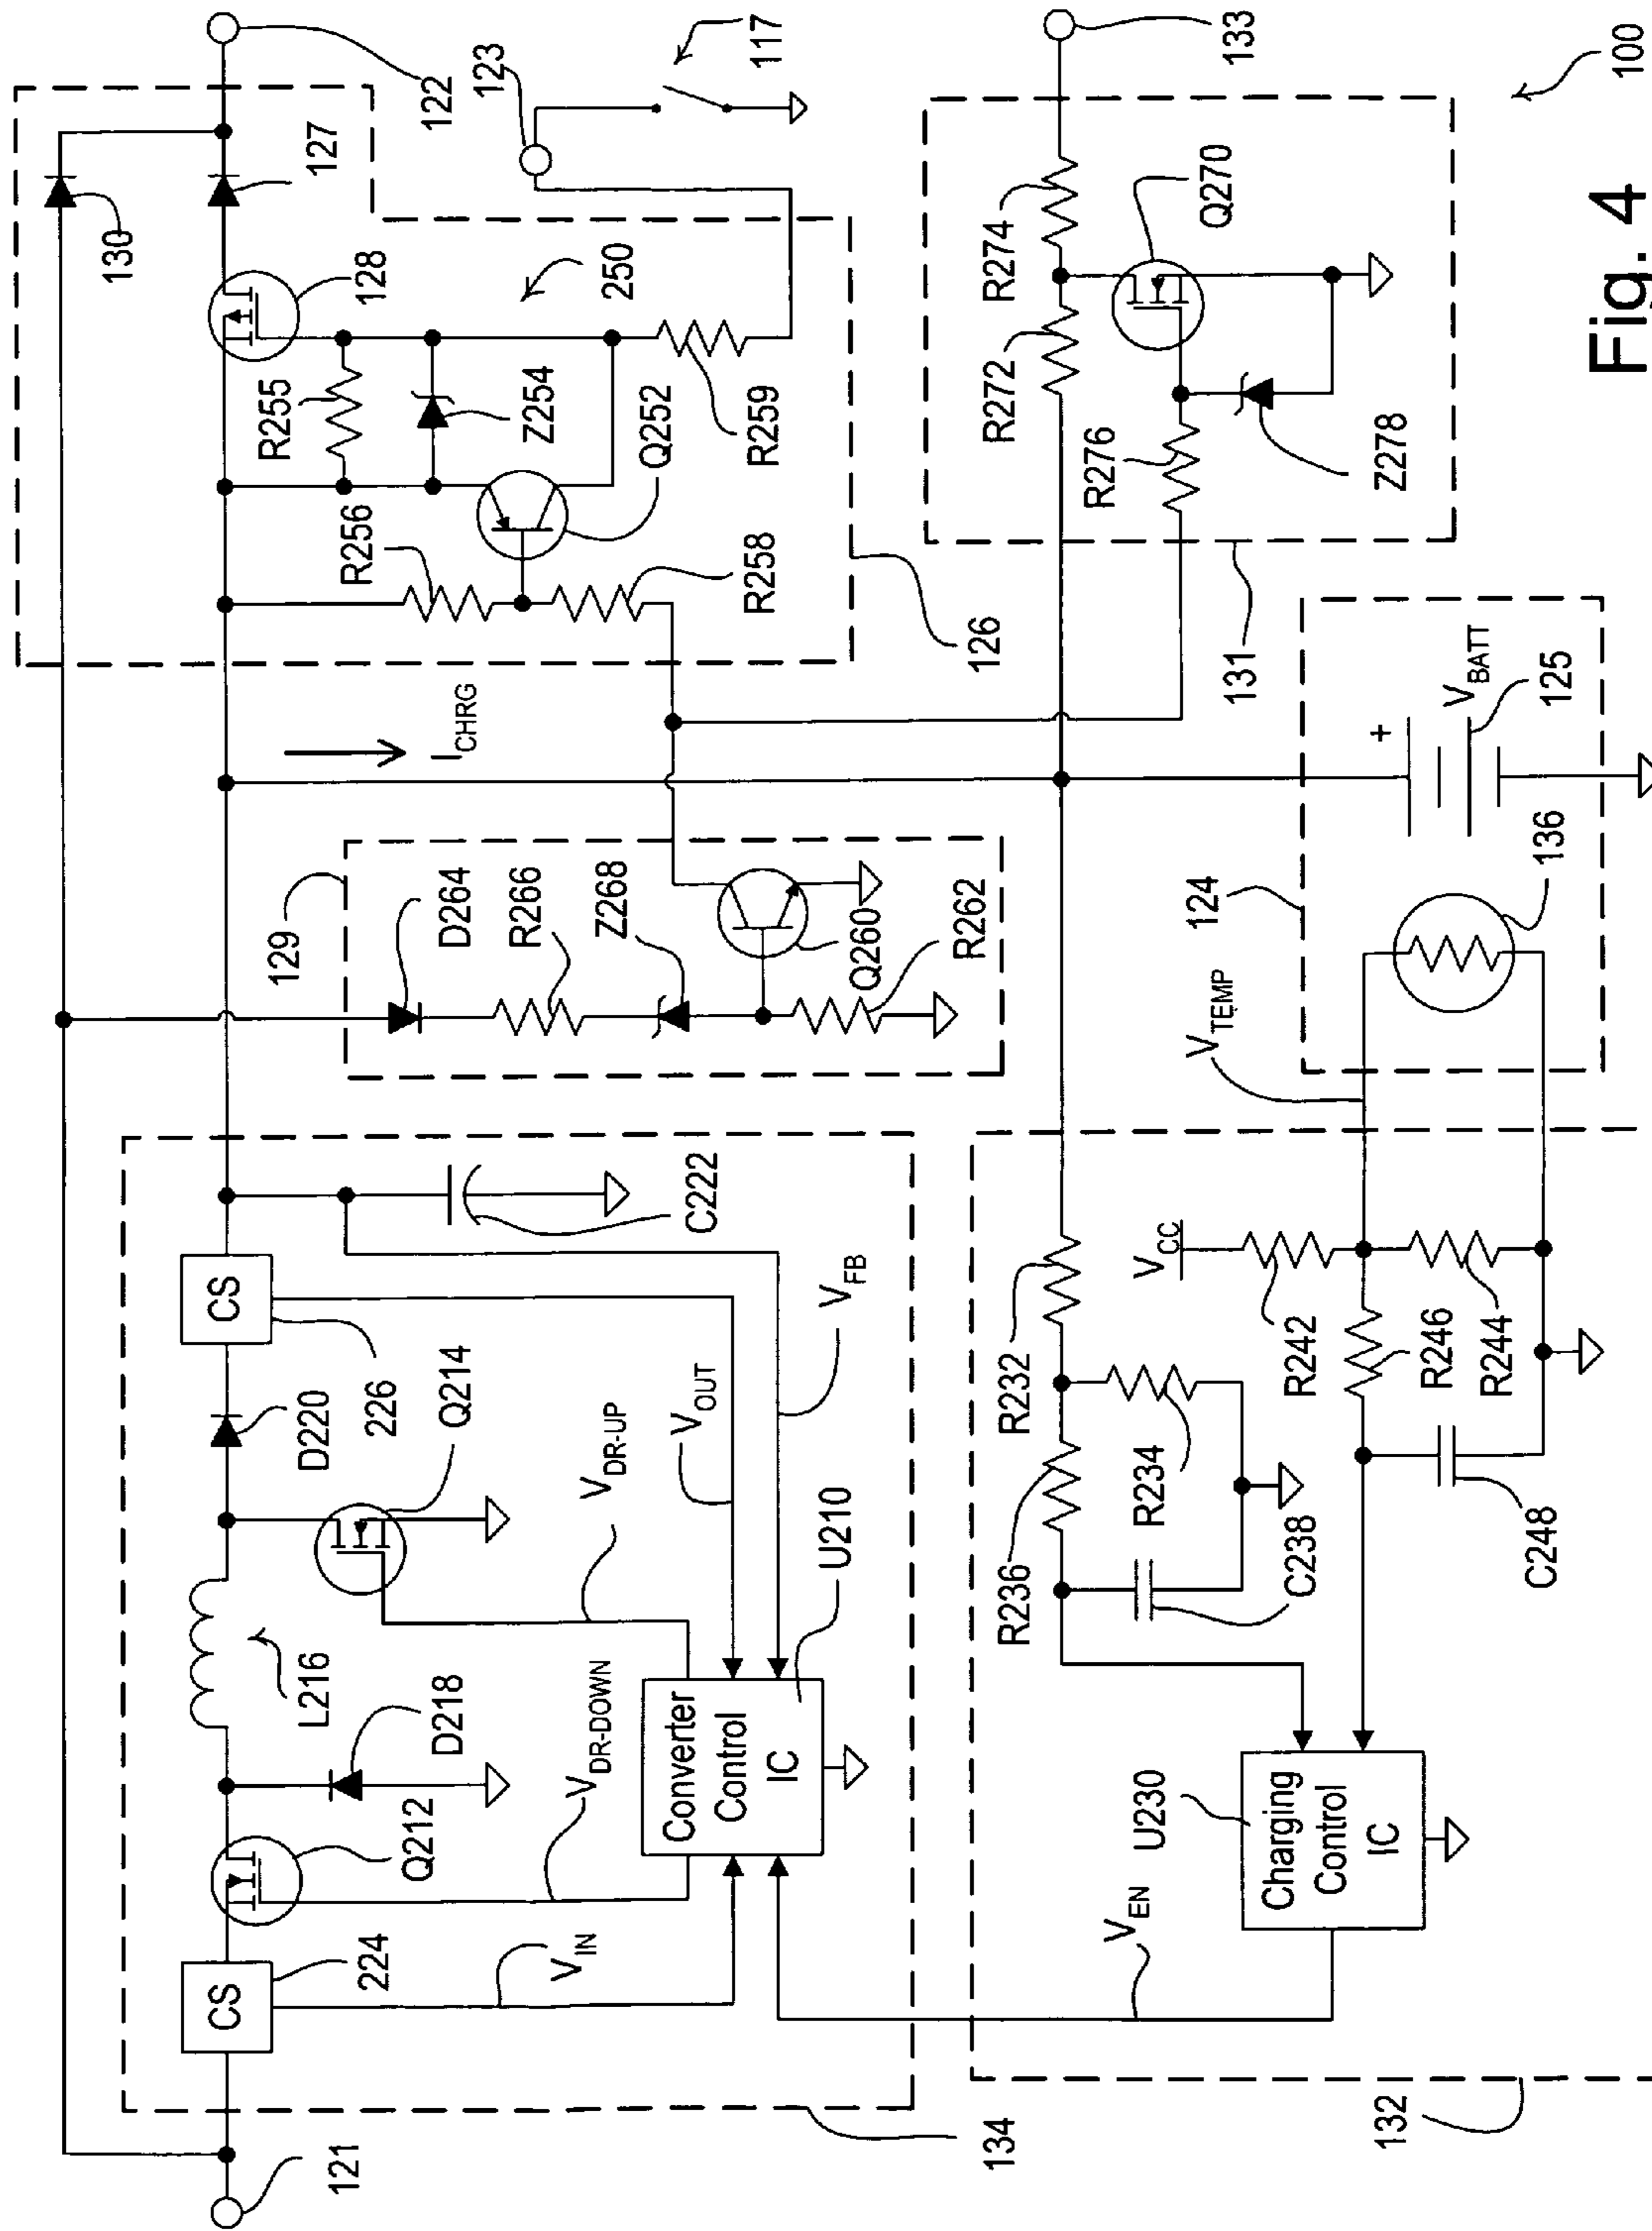 130
127
122
123
117
128
250
R255
Z254
Q252
R259
R256
R258
126
I_CHRG
129
D264
R266
Z268
Q260
R262
133
R274
R272
Q270
R276
Z278
131
100
Fig. 4
121
CS
224
V_IN
Q212
D218
L216
V_DR-DOWN
V_DR-UP
Q214
D220
CS
226
V_OUT
V_FB
C222
Converter
Control
IC
U210
134
V_EN
U230
Charging
Control
IC
R236
C238
R234
R232
V_CC
R242
R246
R244
C248
132
V_TEMP
124
136
+
V_BATT
125